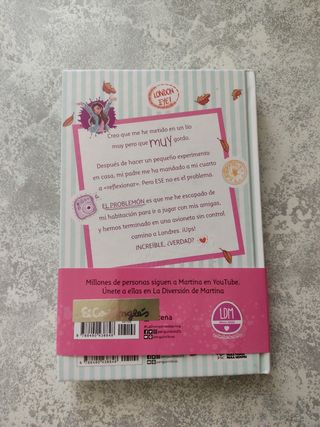 LONDON
EYE!
Creo que me he metido en un lío
muy pero que MUY gordo.
Después de hacer un pequeño experimento
en casa, mi padre me ha mandado a mi cuarto
a «reflexionar». Pero ESE no es el problema.
EL PROBLEMÓN es que me he escapado de
mi habitación para ir a jugar con mis amigas,
y hemos terminado en una avioneta sin control
camino a Londres. ¡Ups!
¡INCREÍBLE, ¿VERDAD?
Millones de personas siguen a Martina en YouTube.
Únete a ellas en La Diversión de Martina
El Corte Inglés
LDM